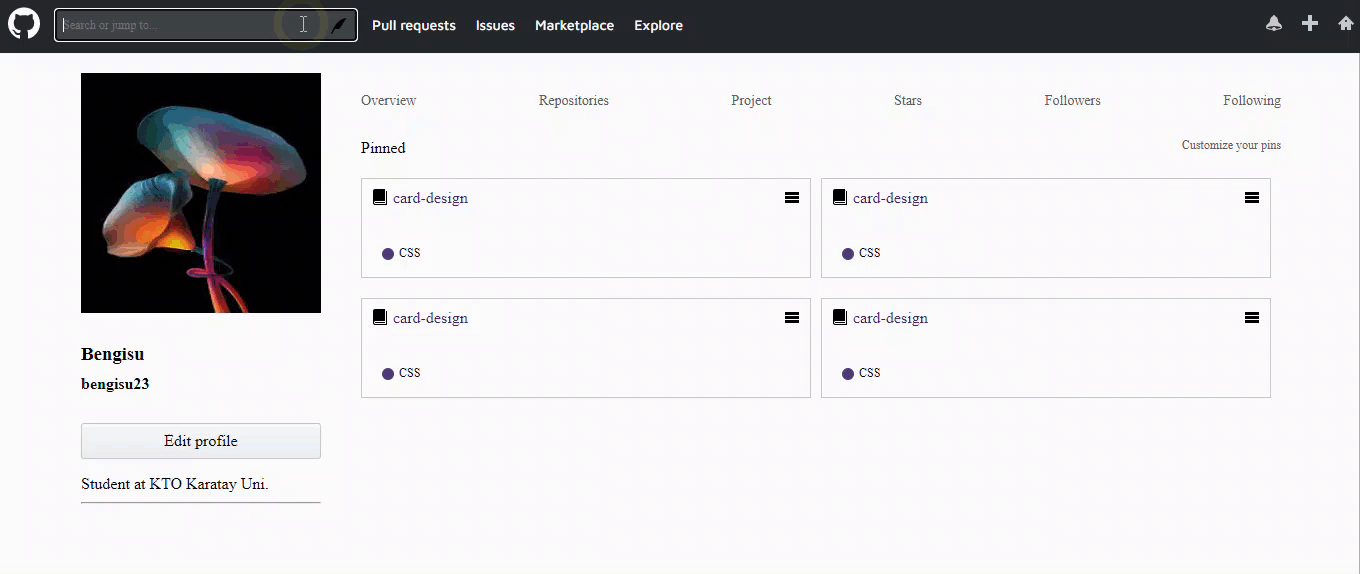 Search or jump to...
Pull requests Issues Marketplace Explore
Overview Repositories Project Stars Followers Following
Pinned Customize your pins
card-design card-design
CSS CSS
card-design card-design
CSS CSS
Bengisu
bengisu23
Edit profile
Student at KTO Karatay Uni.